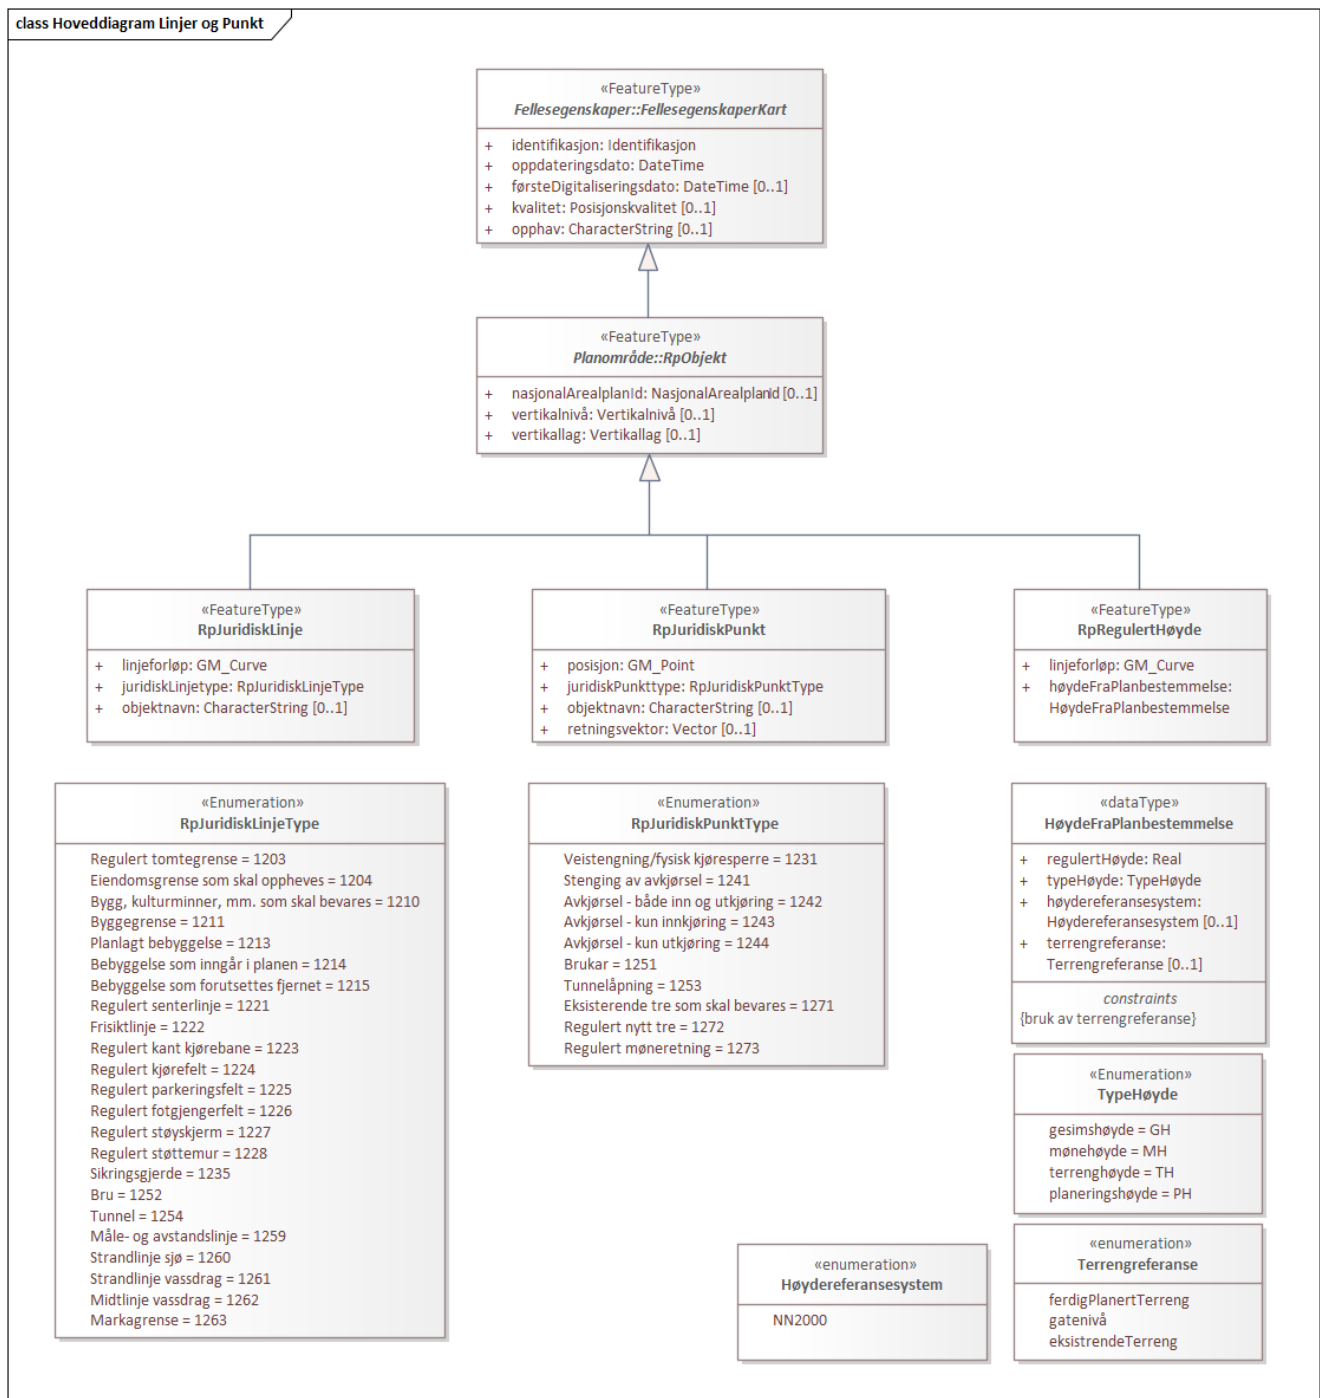 class Hoveddiagram Linjer og Punkt
«FeatureType»
Fellesegenskaper::FellesegenskaperKart
+ identifikasjon: Identifikasjon
+ oppdateringsdato: DateTime
+ førsteDigitaliseringsdato: DateTime [0..1]
+ kvalitet: Posisjonskvalitet [0..1]
+ opphav: CharacterString [0..1]
«FeatureType»
Planområde::RpObjekt
+ nasjonalArealplanId: NasjonalArealplanId [0..1]
+ vertikalnivå: Vertikalnivå [0..1]
+ vertikallag: Vertikallag [0..1]
«FeatureType»
RpJuridiskLinje
+ linjeforløp: GM_Curve
+ juridiskLinjetype: RpJuridiskLinjeType
+ objektnavn: CharacterString [0..1]
«FeatureType»
RpJuridiskPunkt
+ posisjon: GM_Point
+ juridiskPunkttype: RpJuridiskPunktType
+ objektnavn: CharacterString [0..1]
+ retningsvektor: Vector [0..1]
«FeatureType»
RpRegulertHøyde
+ linjeforløp: GM_Curve
+ høydeFraPlanbestemmelse:
HøydeFraPlanbestemmelse
«Enumeration»
RpJuridiskLinjeType
Regulert tomtegrense = 1203
Eiendomsgrense som skal oppheves = 1204
Bygg, kulturminner, mm. som skal bevares = 1210
Byggegrense = 1211
Planlagt bebyggelse = 1213
Bebyggelse som inngår i planen = 1214
Bebyggelse som forutsettes fjernet = 1215
Regulert senterlinje = 1221
Frisiktlinje = 1222
Regulert kant kjørebane = 1223
Regulert kjørefelt = 1224
Regulert parkeringsfelt = 1225
Regulert fotgjengerfelt = 1226
Regulert støyskjerm = 1227
Regulert støttemur = 1228
Sikringsgjerde = 1235
Bru = 1252
Tunnel = 1254
Måle- og avstandslinje = 1259
Strandlinje sjø = 1260
Strandlinje vassdrag = 1261
Midtlinje vassdrag = 1262
Markagrense = 1263
«Enumeration»
RpJuridiskPunktType
Veistengning/fysisk kjøresperre = 1231
Stenging av avkjørsel = 1241
Avkjørsel - både inn og utkjøring = 1242
Avkjørsel - kun innkjøring = 1243
Avkjørsel - kun utkjøring = 1244
Brukar = 1251
Tunnelåpning = 1253
Eksisterende tre som skal bevares = 1271
Regulert nytt tre = 1272
Regulert møneretning = 1273
«dataType»
HøydeFraPlanbestemmelse
+ regulertHøyde: Real
+ typeHøyde: TypeHøyde
+ høydereferansesystem:
Høydereferansesystem [0..1]
+ terrengreferanse:
Terrengreferanse [0..1]
constraints
{bruk av terrengreferanse}
«Enumeration»
TypeHøyde
gesimshøyde = GH
mønehøyde = MH
terrenghøyde = TH
planeringshøyde = PH
«enumeration»
Høydereferansesystem
NN2000
«enumeration»
Terrengreferanse
ferdigPlanertTerreng
gatenivå
eksistrendeTerreng